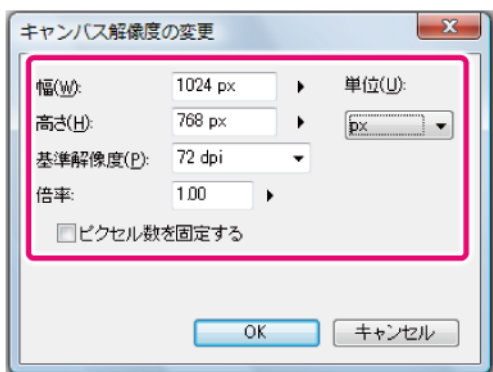 キャンバス解像度の変更
幅(W): 1024 px 単位(U):
高さ(H): 768 px px
基準解像度(P): 72 dpi
倍率: 1.00
ピクセル数を固定する
OK キャンセル